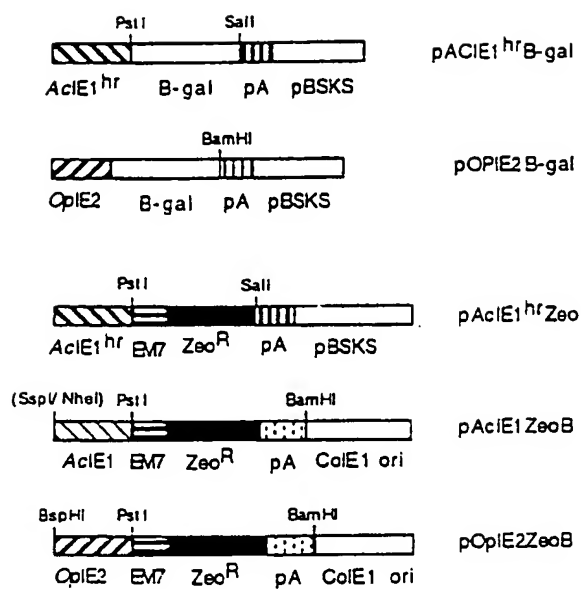 PstI SalI
pACIE1hrB-gal
AcIE1hr B-gal pA pBSKS
BamHI
pOPIE2B-gal
OpIE2 B-gal pA pBSKS
PstI SalI
pAcIE1hrZeo
AcIE1hr EM7 ZeoR pA pBSKS
(SspI/ NheI) PstI BamHI
pAcIE1ZeoB
AcIE1 EM7 ZeoR pA ColE1 ori
BspHI PstI BamHI
pOpIE2ZeoB
OpIE2 EM7 ZeoR pA ColE1 ori